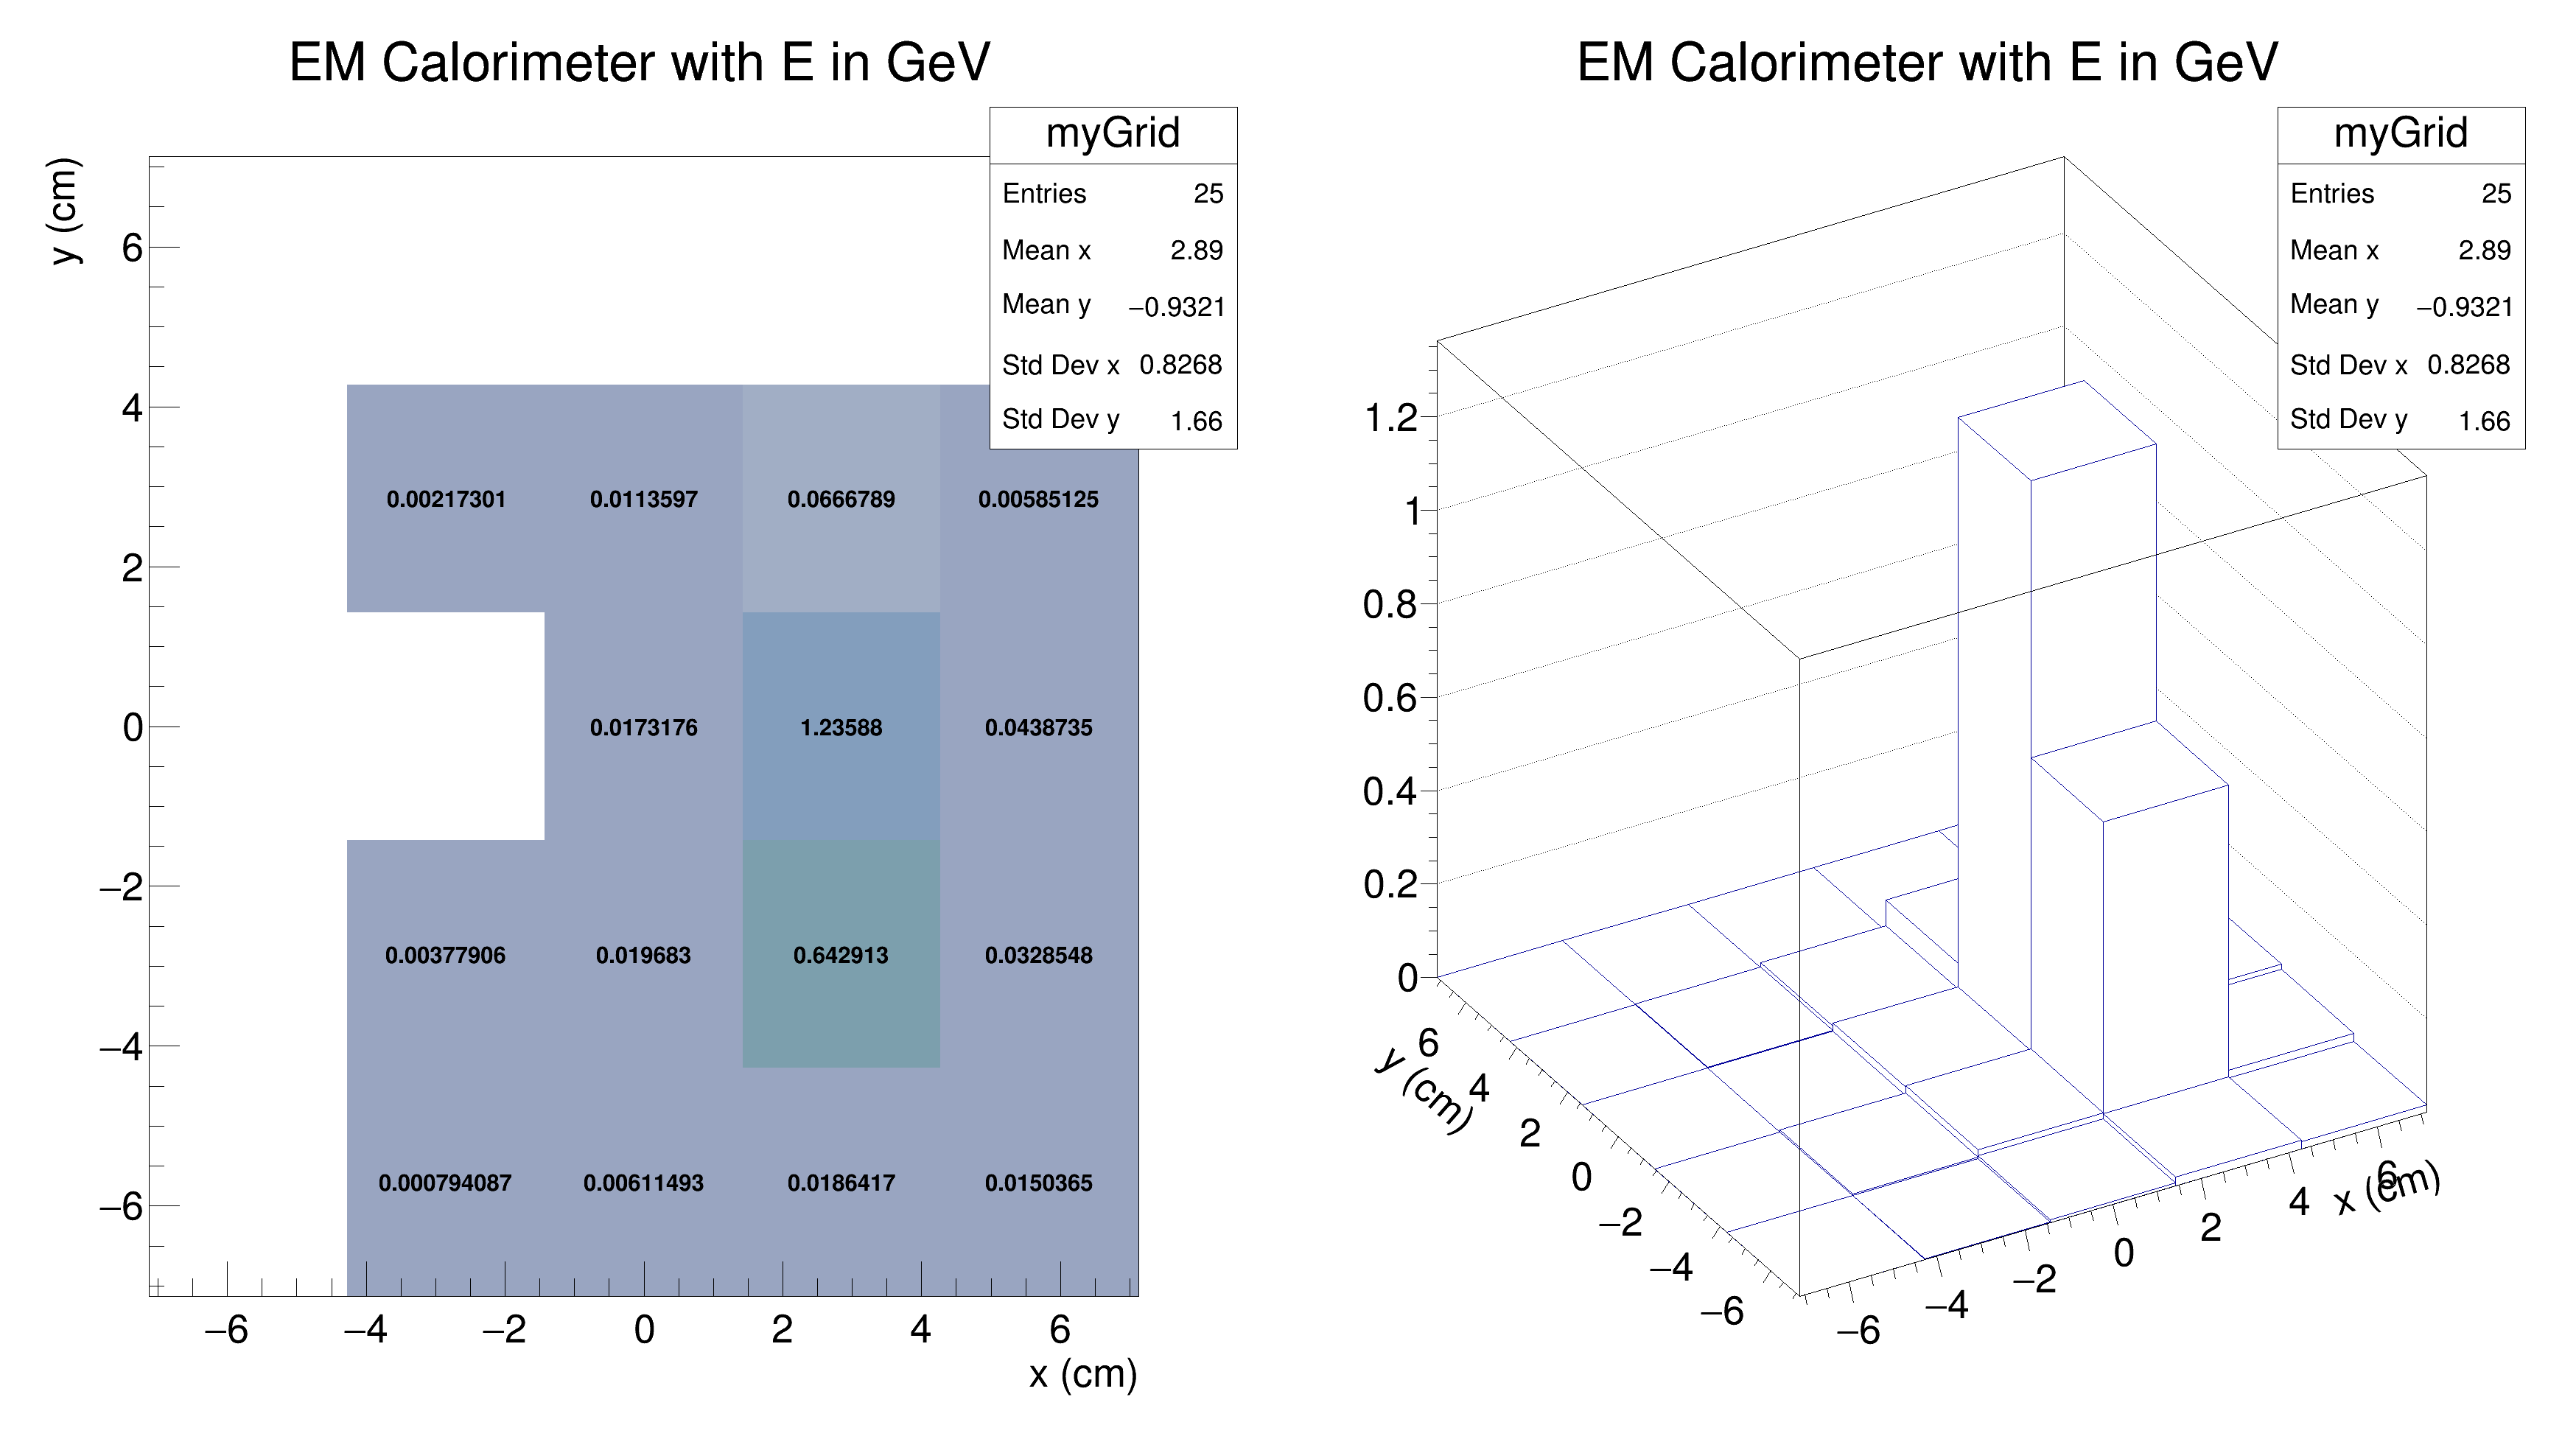 EM Calorimeter with E in GeV
myGrid
Entries 25
Mean x 2.89
Mean y −0.9321
Std Dev x 0.8268
Std Dev y 1.66
y (cm)
6
4
2
0
−2
−4
−6
0.00217301 0.0113597 0.0666789 0.00585125
0.0173176 1.23588 0.0438735
0.00377906 0.019683 0.642913 0.0328548
0.000794087 0.00611493 0.0186417 0.0150365
−6 −4 −2 0 2 4 6
x (cm)
EM Calorimeter with E in GeV
myGrid
Entries 25
Mean x 2.89
Mean y −0.9321
Std Dev x 0.8268
Std Dev y 1.66
1.2
1
0.8
0.6
0.4
0.2
0
y (cm)
6
4
2
0
−2
−4
−6
−6 −4 −2 0 2 4 6
x (cm)